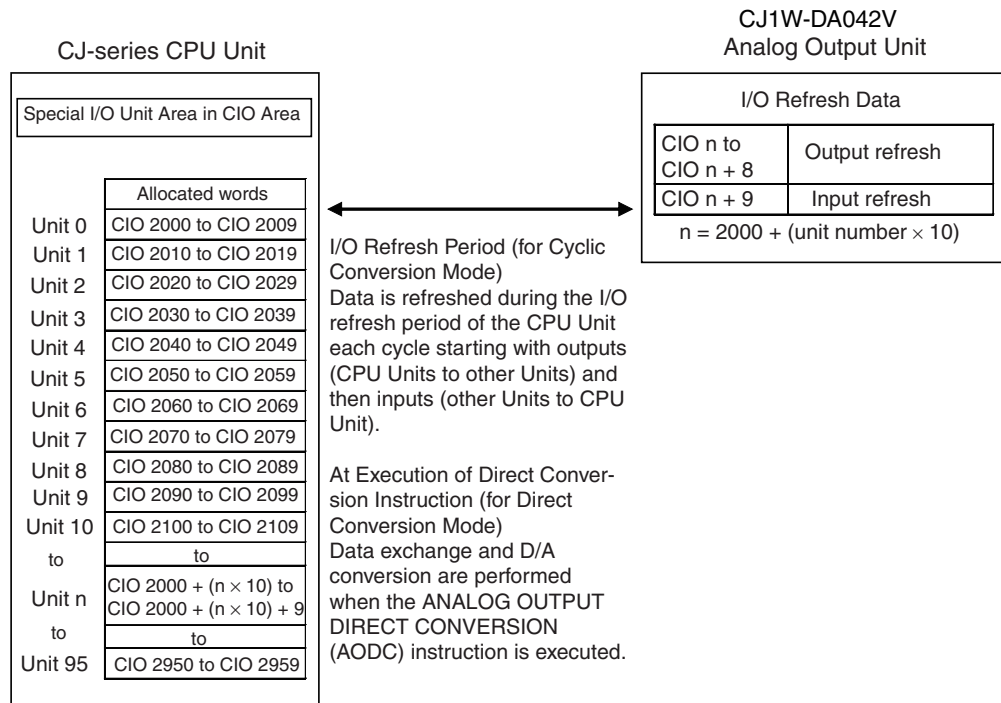 CJ-series CPU Unit
Special I/O Unit Area in CIO Area
Allocated words
Unit 0 CIO 2000 to CIO 2009
Unit 1 CIO 2010 to CIO 2019
Unit 2 CIO 2020 to CIO 2029
Unit 3 CIO 2030 to CIO 2039
Unit 4 CIO 2040 to CIO 2049
Unit 5 CIO 2050 to CIO 2059
Unit 6 CIO 2060 to CIO 2069
Unit 7 CIO 2070 to CIO 2079
Unit 8 CIO 2080 to CIO 2089
Unit 9 CIO 2090 to CIO 2099
Unit 10 CIO 2100 to CIO 2109
to to
Unit n CIO 2000 + (n × 10) to
CIO 2000 + (n × 10) + 9
to to
Unit 95 CIO 2950 to CIO 2959
I/O Refresh Period (for Cyclic
Conversion Mode)
Data is refreshed during the I/O
refresh period of the CPU Unit
each cycle starting with outputs
(CPU Units to other Units) and
then inputs (other Units to CPU
Unit).
At Execution of Direct Conver-
sion Instruction (for Direct
Conversion Mode)
Data exchange and D/A
conversion are performed
when the ANALOG OUTPUT
DIRECT CONVERSION
(AODC) instruction is executed.
CJ1W-DA042V
Analog Output Unit
I/O Refresh Data
CIO n to
CIO n + 8
Output refresh
CIO n + 9 Input refresh
n = 2000 + (unit number × 10)